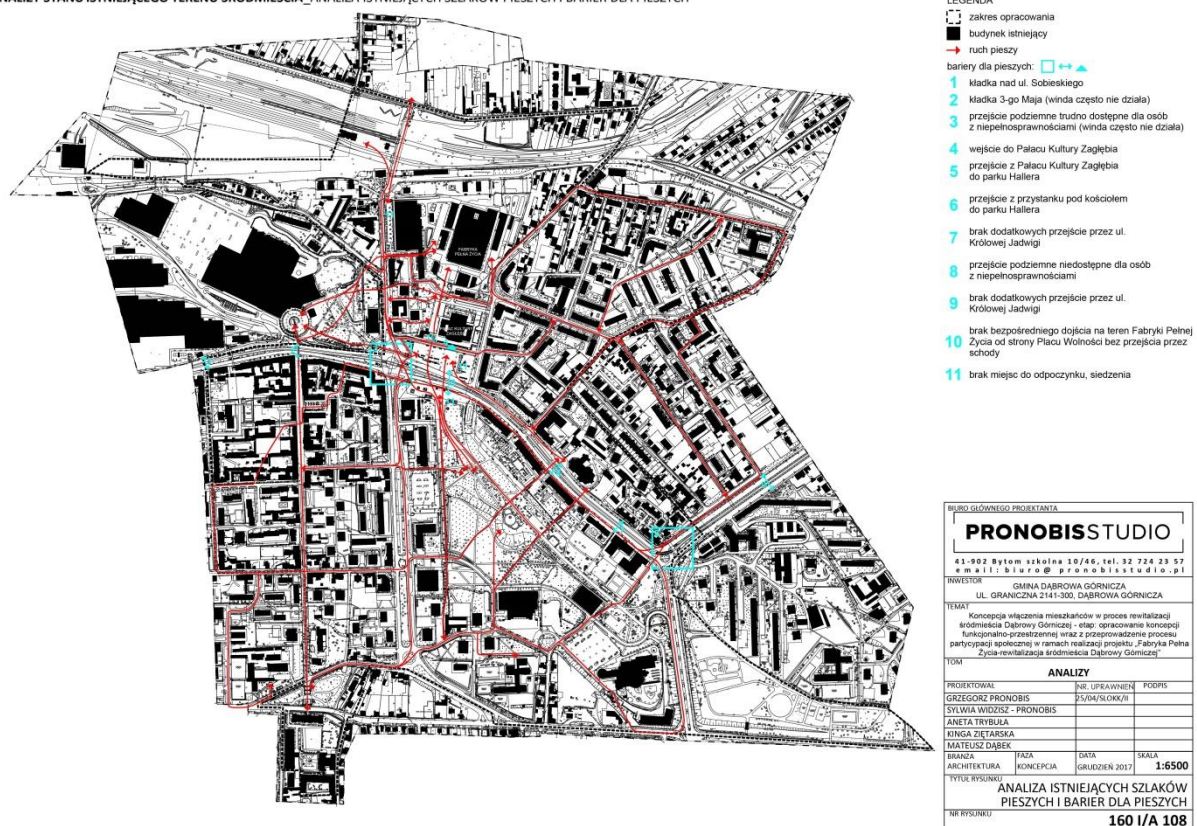 ANALIZY STANU ISTNIEJĄCEGO TERENU ŚRÓDMIEŚCIA_ANALIZA ISTNIEJĄCYCH SZLAKÓW PIESZYCH I BARIER DLA PIESZYCH
LEGENDA
zakres opracowania
budynek istniejący
ruch pieszy
bariery dla pieszych:
1 kładka nad ul. Sobieskiego
2 kładka 3-go Maja (winda często nie działa)
3 przejście podziemne trudno dostępne dla osób
z niepełnosprawnościami (winda często nie działa)
4 wejście do Pałacu Kultury Zagłębia
5 przejście z Pałacu Kultury Zagłębia
do parku Hallera
6 przejście z przystanku pod kościołem
do parku Hallera
7 brak dodatkowych przejście przez ul.
Królowej Jadwigi
8 przejście podziemne niedostępne dla osób
z niepełnosprawnościami
9 brak dodatkowych przejście przez ul.
Królowej Jadwigi
10 brak bezpośredniego dojścia na teren Fabryki Pełnej
Życia od strony Placu Wolności bez przejścia przez
schody
11 brak miejsc do odpoczynku, siedzenia
FABRYKA
PEŁNA ŻYCIA
BIURO GŁÓWNEGO PROJEKTANTA
PRONOBISSTUDIO
41-902 Bytom szkolna 10/46, tel. 32 724 23 57
email: biuro@pronobisstudio.pl
INWESTOR
GMINA DĄBROWA GÓRNICZA
UL. GRANICZNA 2141-300, DĄBROWA GÓRNICZA
TEMAT
Koncepcja włączenia mieszkańców w proces rewitalizacji
śródmieścia Dąbrowy Górniczej - etap: opracowanie koncepcji
funkcjonalno-przestrzennej wraz z przeprowadzenie procesu
partycypacji społecznej w ramach realizacji projektu „Fabryka Pełna
Życia-rewitalizacja śródmieścia Dąbrowy Górniczej"
TOM
ANALIZY
PROJEKTOWAŁ NR. UPRAWNIEŃ PODPIS
GRZEGORZ PRONOBIS 25/04/SLOKK/II
SYLWIA WIDZISZ - PRONOBIS
ANETA TRYBUŁA
KINGA ZIĘTARSKA
MATEUSZ DĄBEK
BRANŻA FAZA DATA SKALA
ARCHITEKTURA KONCEPCJA GRUDZIEŃ 2017 1:6500
TYTUŁ RYSUNKU
ANALIZA ISTNIEJĄCYCH SZLAKÓW
PIESZYCH I BARIER DLA PIESZYCH
NR RYSUNKU
160 I/A 108